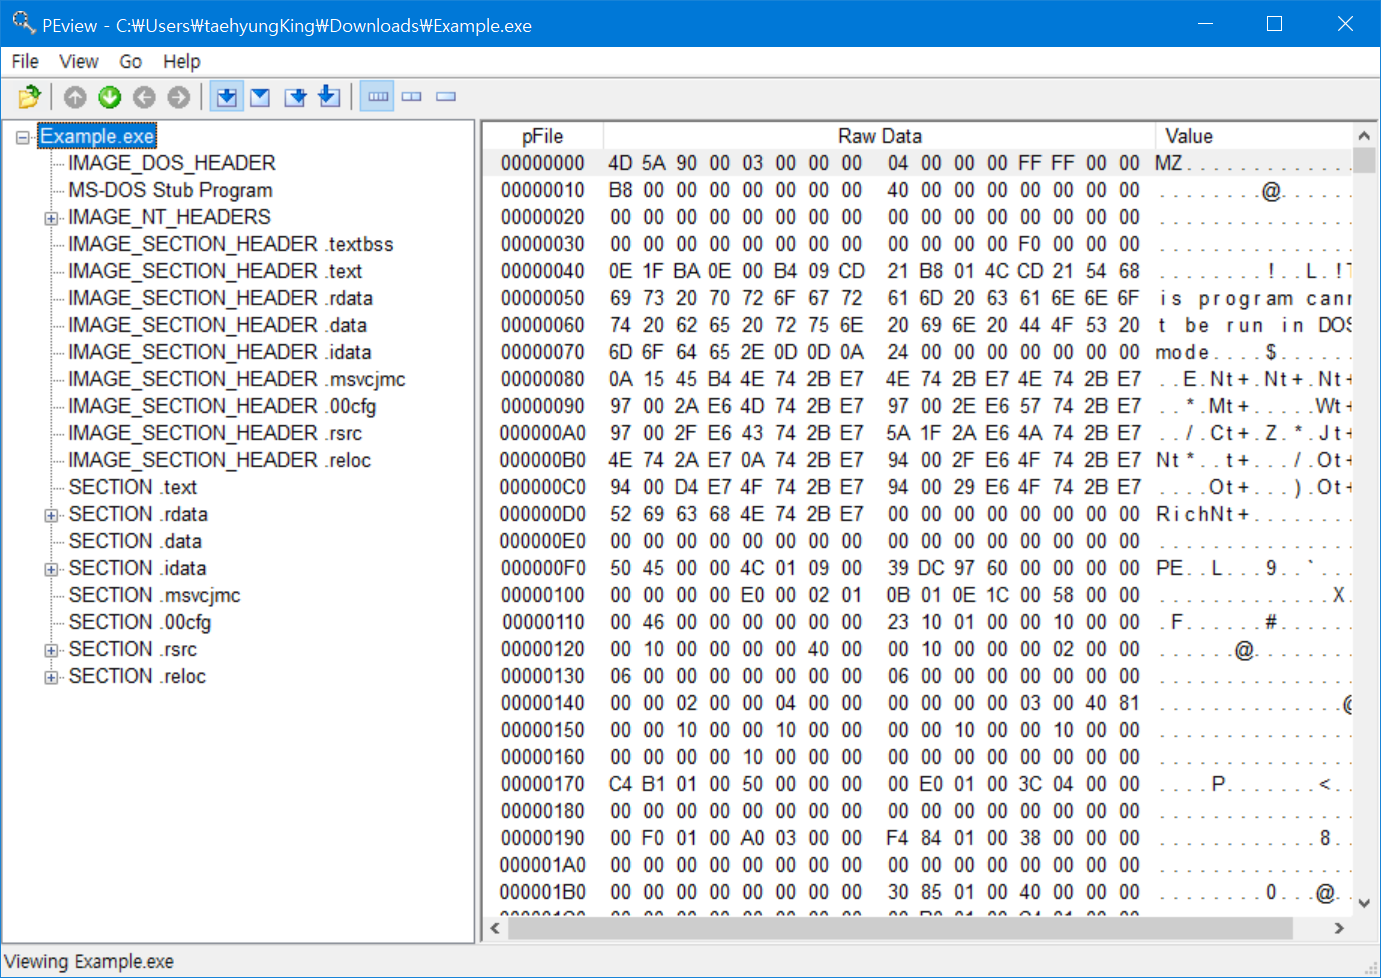 PEview - C:₩Users₩taehyungKing₩Downloads₩Example.exe
File View Go Help
Example.exe
IMAGE_DOS_HEADER
MS-DOS Stub Program
IMAGE_NT_HEADERS
IMAGE_SECTION_HEADER .textbss
IMAGE_SECTION_HEADER .text
IMAGE_SECTION_HEADER .rdata
IMAGE_SECTION_HEADER .data
IMAGE_SECTION_HEADER .idata
IMAGE_SECTION_HEADER .msvcjmc
IMAGE_SECTION_HEADER .00cfg
IMAGE_SECTION_HEADER .rsrc
IMAGE_SECTION_HEADER .reloc
SECTION .text
SECTION .rdata
SECTION .data
SECTION .idata
SECTION .msvcjmc
SECTION .00cfg
SECTION .rsrc
SECTION .reloc
pFile Raw Data Value
00000000 4D 5A 90 00 03 00 00 00 04 00 00 00 FF FF 00 00 MZ..............
00000010 B8 00 00 00 00 00 00 00 40 00 00 00 00 00 00 00 ........@......
00000020 00 00 00 00 00 00 00 00 00 00 00 00 00 00 00 00 ...............
00000030 00 00 00 00 00 00 00 00 00 00 00 00 F0 00 00 00 ...............
00000040 0E 1F BA 0E 00 B4 09 CD 21 B8 01 4C CD 21 54 68 ........!..L.!T
00000050 69 73 20 70 72 6F 67 72 61 6D 20 63 61 6E 6E 6F is program cann
00000060 74 20 62 65 20 72 75 6E 20 69 6E 20 44 4F 53 20 t be run in DOS
00000070 6D 6F 64 65 2E 0D 0D 0A 24 00 00 00 00 00 00 00 mode....$......
00000080 0A 15 45 B4 4E 74 2B E7 4E 74 2B E7 4E 74 2B E7 ..E.Nt+.Nt+.Nt+
00000090 97 00 2A E6 4D 74 2B E7 97 00 2E E6 57 74 2B E7 ..*.Mt+.....Wt+
000000A0 97 00 2F E6 43 74 2B E7 5A 1F 2A E6 4A 74 2B E7 ../.Ct+.Z.*.Jt+
000000B0 4E 74 2A E7 0A 74 2B E7 94 00 2F E6 4F 74 2B E7 Nt*..t+.../.Ot+
000000C0 94 00 D4 E7 4F 74 2B E7 94 00 29 E6 4F 74 2B E7 ....Ot+...).Ot+
000000D0 52 69 63 68 4E 74 2B E7 00 00 00 00 00 00 00 00 RichNt+........
000000E0 00 00 00 00 00 00 00 00 00 00 00 00 00 00 00 00 ...............
000000F0 50 45 00 00 4C 01 09 00 39 DC 97 60 00 00 00 00 PE..L...9..`...
00000100 00 00 00 00 E0 00 02 01 0B 01 0E 1C 00 58 00 00 .............X.
00000110 00 46 00 00 00 00 00 00 23 10 01 00 00 10 00 00 .F......#......
00000120 00 10 00 00 00 00 40 00 00 10 00 00 00 02 00 00 ......@........
00000130 06 00 00 00 00 00 00 00 06 00 00 00 00 00 00 00 ...............
00000140 00 00 02 00 00 04 00 00 00 00 00 00 03 00 40 81 ..............@
00000150 00 00 10 00 00 10 00 00 00 00 10 00 00 10 00 00 ...............
00000160 00 00 00 00 10 00 00 00 00 00 00 00 00 00 00 00 ...............
00000170 C4 B1 01 00 50 00 00 00 00 E0 01 00 3C 04 00 00 ....P.......<..
00000180 00 00 00 00 00 00 00 00 00 00 00 00 00 00 00 00 ...............
00000190 00 F0 01 00 A0 03 00 00 F4 84 01 00 38 00 00 00 ............8..
000001A0 00 00 00 00 00 00 00 00 00 00 00 00 00 00 00 00 ...............
000001B0 00 00 00 00 00 00 00 00 30 85 01 00 40 00 00 00 ........0...@..
Viewing Example.exe